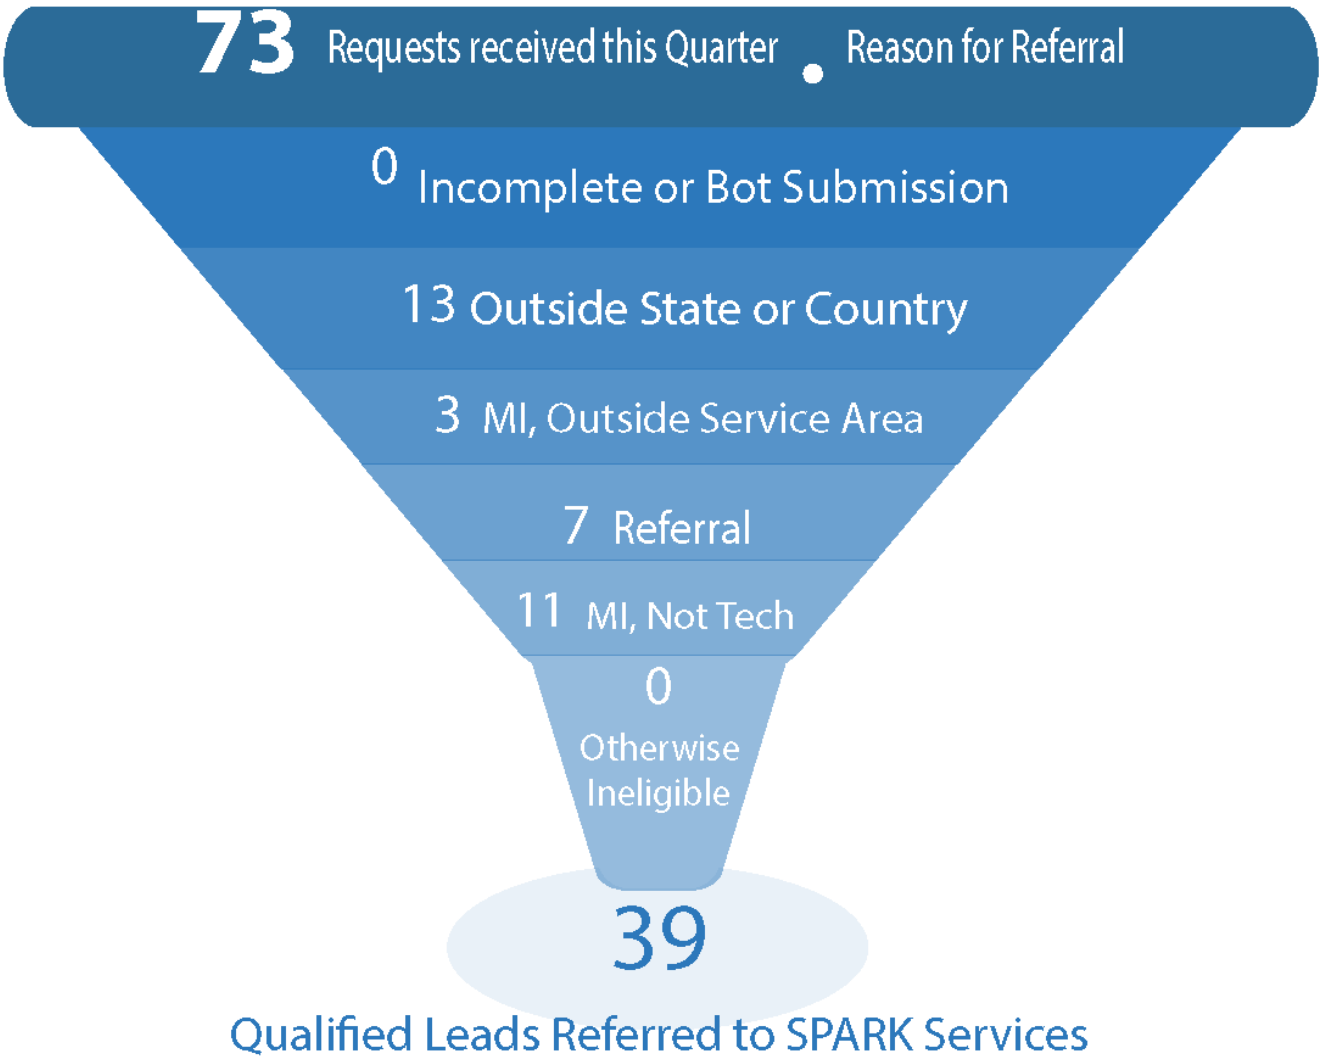 73 Requests received this Quarter . Reason for Referral
0 Incomplete or Bot Submission
13 Outside State or Country
3 MI, Outside Service Area
7 Referral
11 MI, Not Tech
0
Otherwise
Ineligible
39
Qualified Leads Referred to SPARK Services